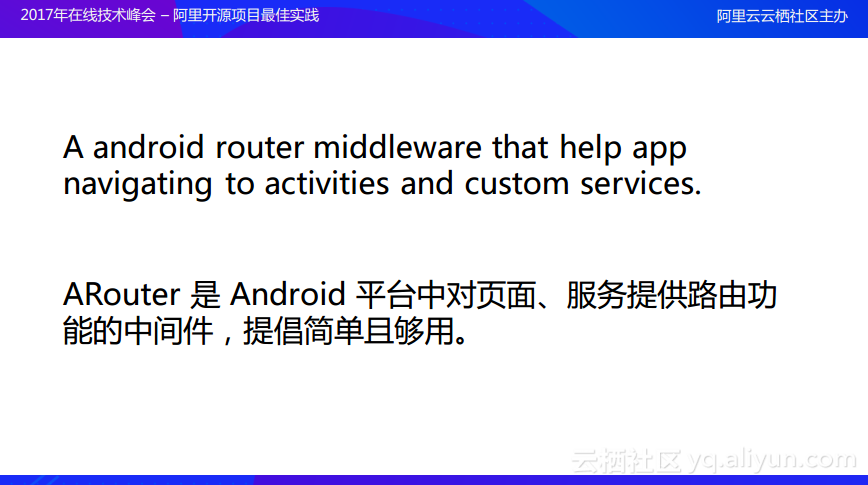 2017年在线技术峰会 – 阿里开源项目最佳实践
阿里云云栖社区主办
A android router middleware that help app
navigating to activities and custom services.
ARouter 是 Android 平台中对页面、服务提供路由功
能的中间件，提倡简单且够用。
云栖社区 yq.aliyun.com